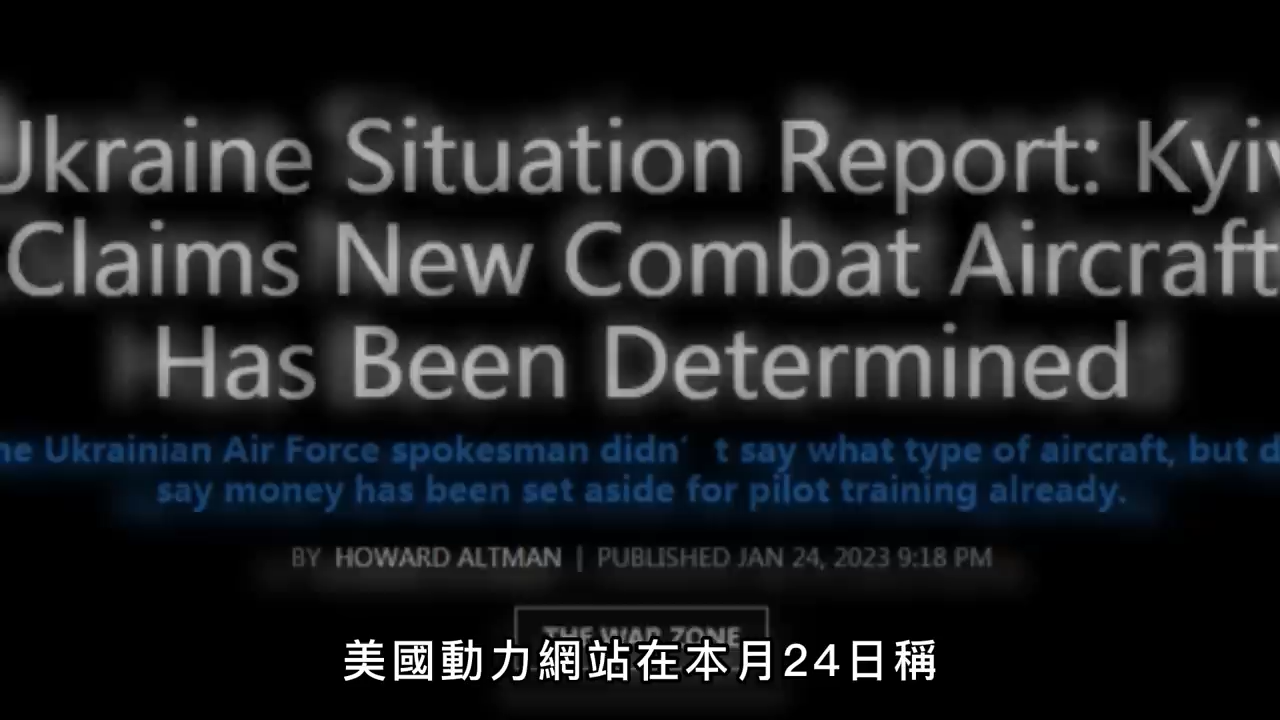 Ukraine Situation Report: Kyiv
Claims New Combat Aircraft
Has Been Determined
he Ukrainian Air Force spokesman didn’t say what type of aircraft, but d
say money has been set aside for pilot training already.
BY HOWARD ALTMAN | PUBLISHED JAN 24, 2023 9:18 PM
THE WAR ZONE
美國動力網站在本月24日稱